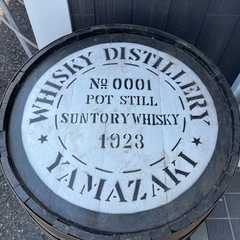 WHISKY DISTILLERY
No 0001
POT STILL
SUNTORY WHISKY
1923
YAMAZAKI